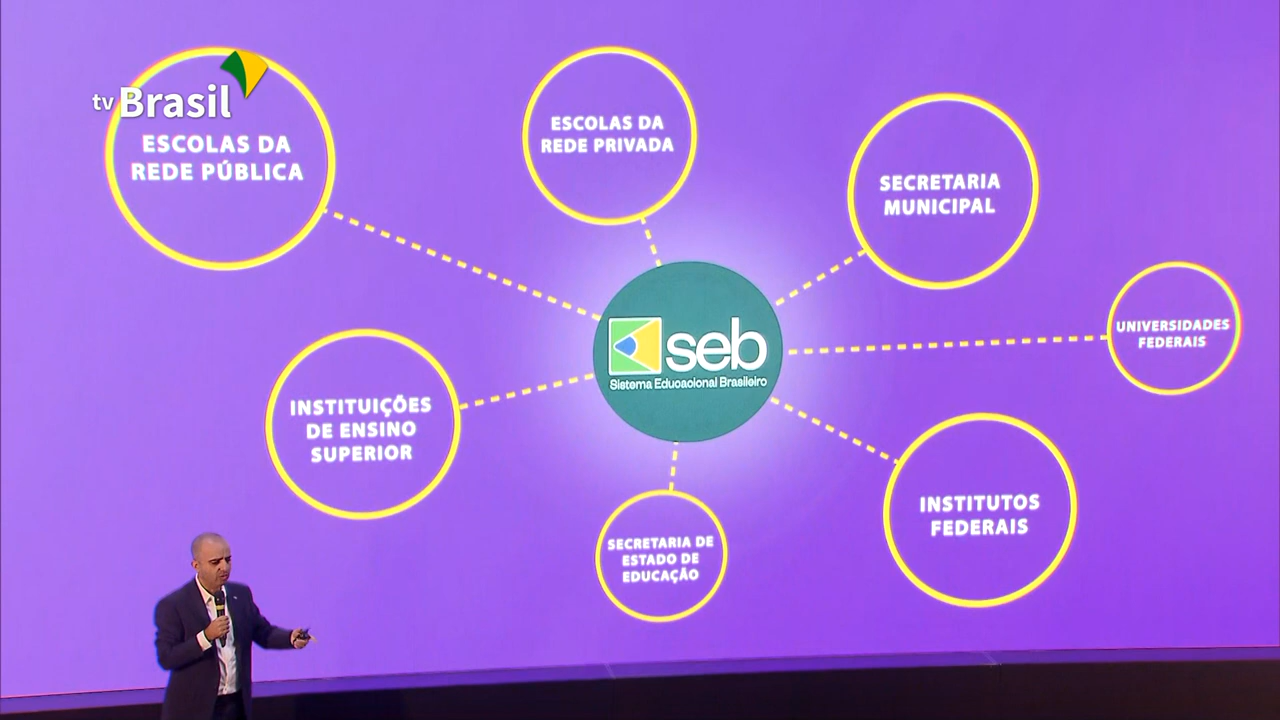 tv Brasil
ESCOLAS DA
REDE PÚBLICA
ESCOLAS DA
REDE PRIVADA
SECRETARIA
MUNICIPAL
UNIVERSIDADES
FEDERAIS
seb
Sistema Educacional Brasileiro
INSTITUIÇÕES
DE ENSINO
SUPERIOR
INSTITUTOS
FEDERAIS
SECRETARIA DE
ESTADO DE
EDUCAÇÃO